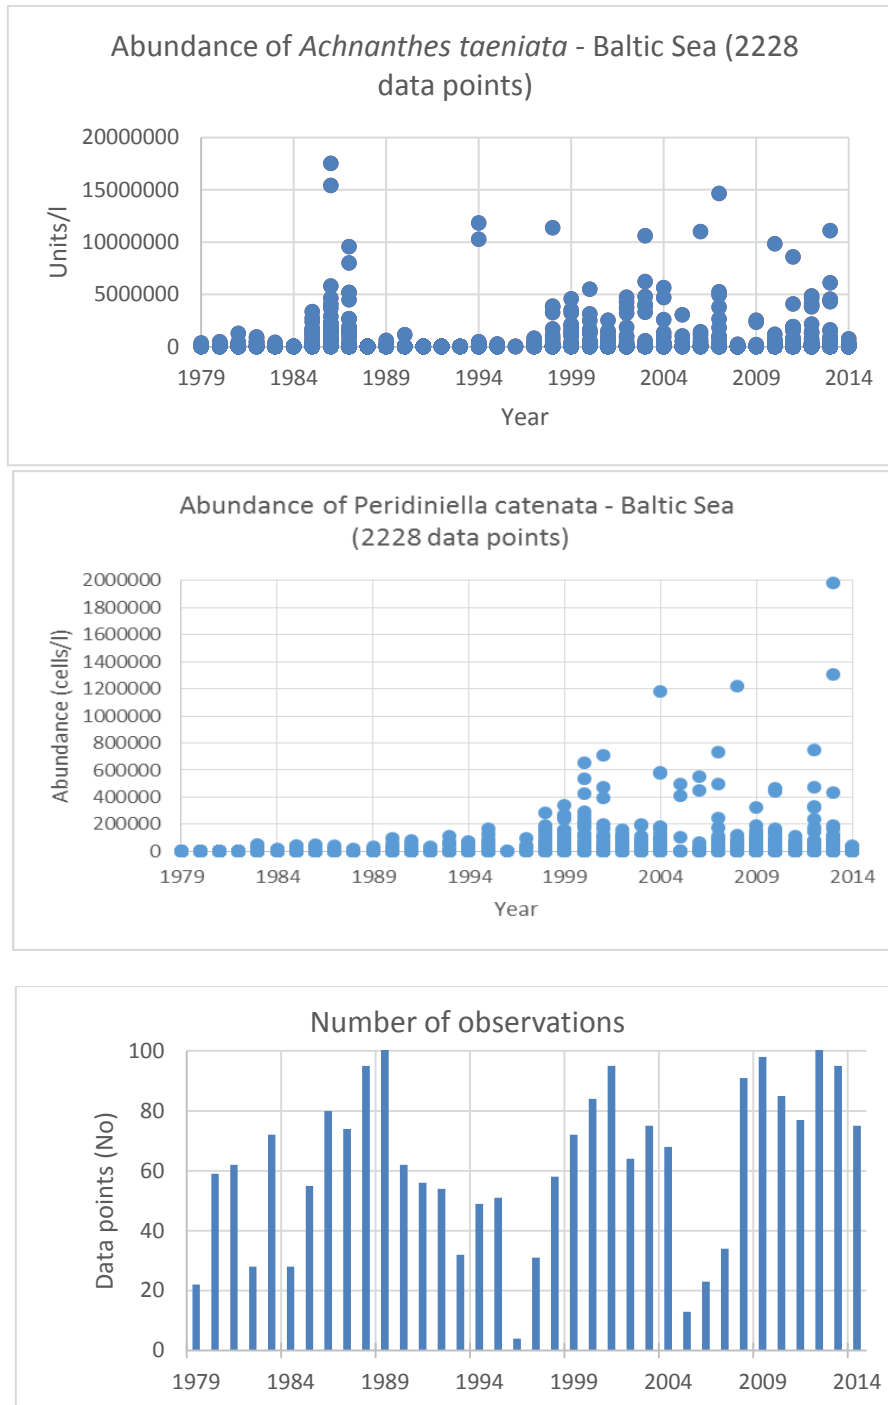 Abundance of Achnanthes taeniata - Baltic Sea (2228
data points)
20000000
15000000
10000000
5000000
0
Units/l
1979 1984 1989 1994 1999 2004 2009 2014
Year
Abundance of Peridiniella catenata - Baltic Sea
(2228 data points)
2000000
1800000
1600000
1400000
1200000
1000000
800000
600000
400000
200000
0
Abundance (cells/l)
1979 1984 1989 1994 1999 2004 2009 2014
Year
Number of observations
100
80
60
40
20
0
Data points (No)
1979 1984 1989 1994 1999 2004 2009 2014